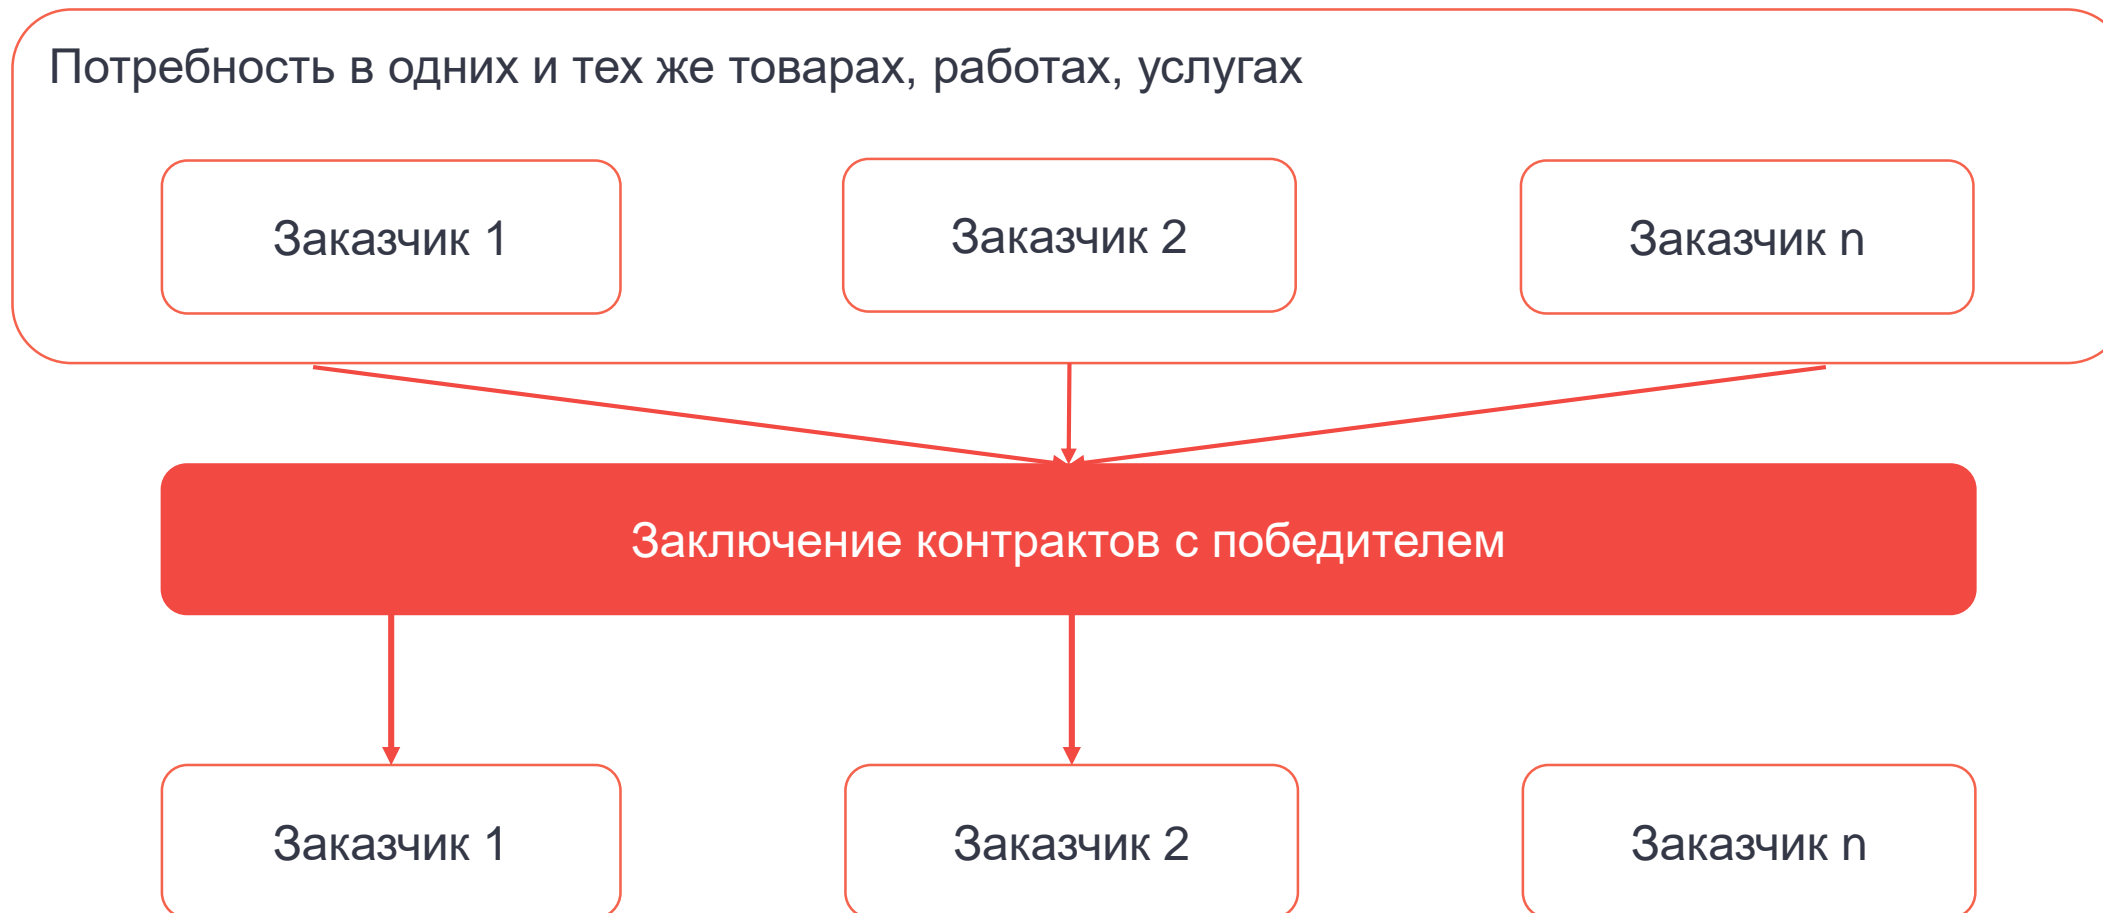 Потребность в одних и тех же товарах, работах, услугах
Заказчик 1
Заказчик 2
Заказчик n
Заключение контрактов с победителем
Заказчик 1
Заказчик 2
Заказчик n